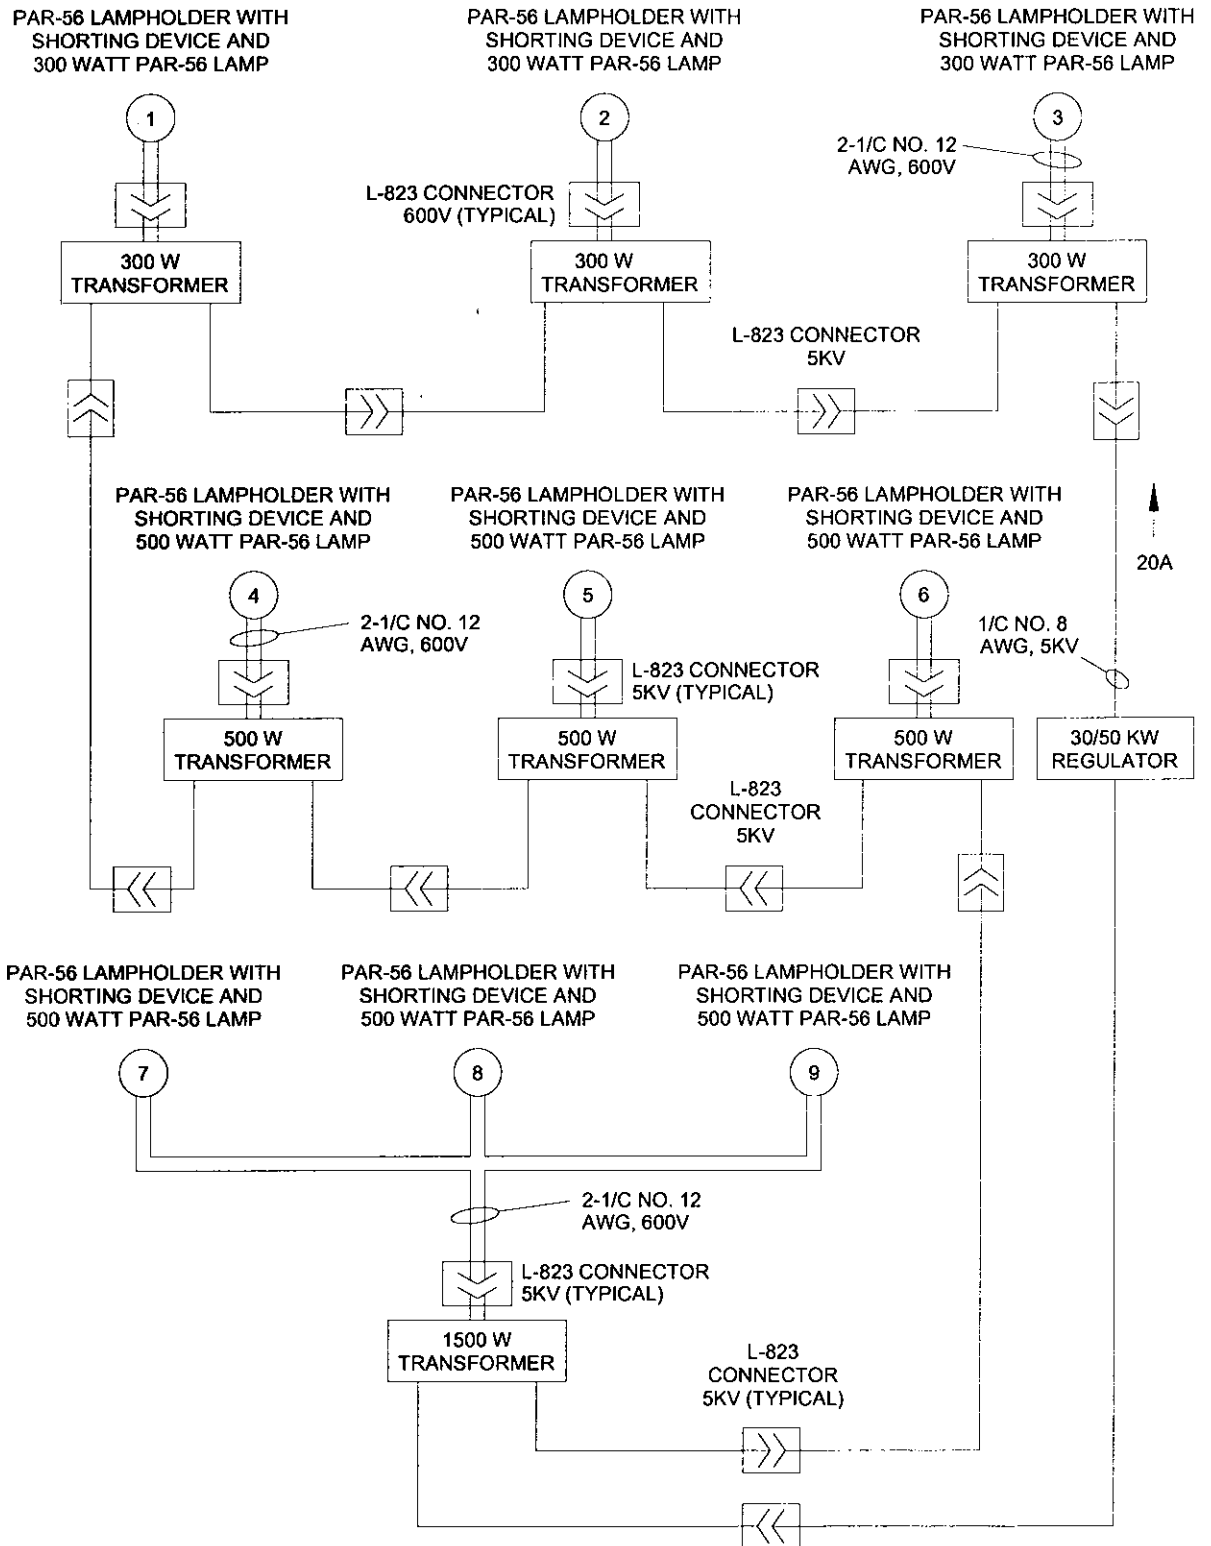 PAR-56 LAMPHOLDER WITH
SHORTING DEVICE AND
300 WATT PAR-56 LAMP
PAR-56 LAMPHOLDER WITH
SHORTING DEVICE AND
300 WATT PAR-56 LAMP
PAR-56 LAMPHOLDER WITH
SHORTING DEVICE AND
300 WATT PAR-56 LAMP
1
2
3
2-1/C NO. 12
AWG, 600V
L-823 CONNECTOR
600V (TYPICAL)
300 W
TRANSFORMER
300 W
TRANSFORMER
300 W
TRANSFORMER
L-823 CONNECTOR
5KV
PAR-56 LAMPHOLDER WITH
SHORTING DEVICE AND
500 WATT PAR-56 LAMP
PAR-56 LAMPHOLDER WITH
SHORTING DEVICE AND
500 WATT PAR-56 LAMP
PAR-56 LAMPHOLDER WITH
SHORTING DEVICE AND
500 WATT PAR-56 LAMP
20A
4
5
6
2-1/C NO. 12
AWG, 600V
1/C NO. 8
AWG, 5KV
L-823 CONNECTOR
5KV (TYPICAL)
500 W
TRANSFORMER
500 W
TRANSFORMER
500 W
TRANSFORMER
30/50 KW
REGULATOR
L-823
CONNECTOR
5KV
PAR-56 LAMPHOLDER WITH
SHORTING DEVICE AND
500 WATT PAR-56 LAMP
PAR-56 LAMPHOLDER WITH
SHORTING DEVICE AND
500 WATT PAR-56 LAMP
PAR-56 LAMPHOLDER WITH
SHORTING DEVICE AND
500 WATT PAR-56 LAMP
7
8
9
2-1/C NO. 12
AWG, 600V
L-823 CONNECTOR
5KV (TYPICAL)
1500 W
TRANSFORMER
L-823
CONNECTOR
5KV (TYPICAL)